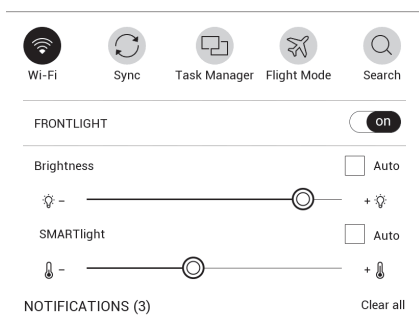 Wi-Fi Sync Task Manager Flight Mode Search
FRONTLIGHT on
Brightness Auto
– +
SMARTlight Auto
– +
NOTIFICATIONS (3) Clear all